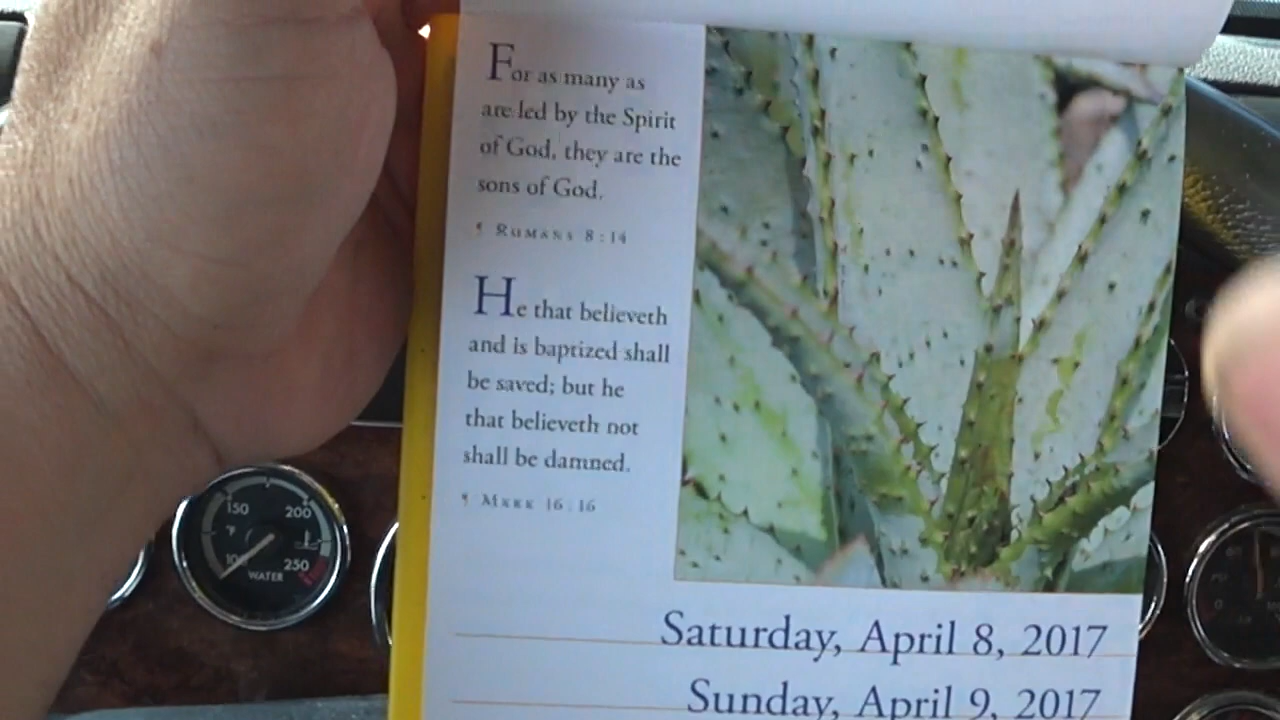 For as many as
are led by the Spirit
of God, they are the
sons of God.
¶ ROMANS 8:14
He that believeth
and is baptized shall
be saved; but he
that believeth not
shall be damned.
¶ MARK 16:16
Saturday, April 8, 2017
Sunday, April 9, 2017
150
200
°F
100
250
WATER